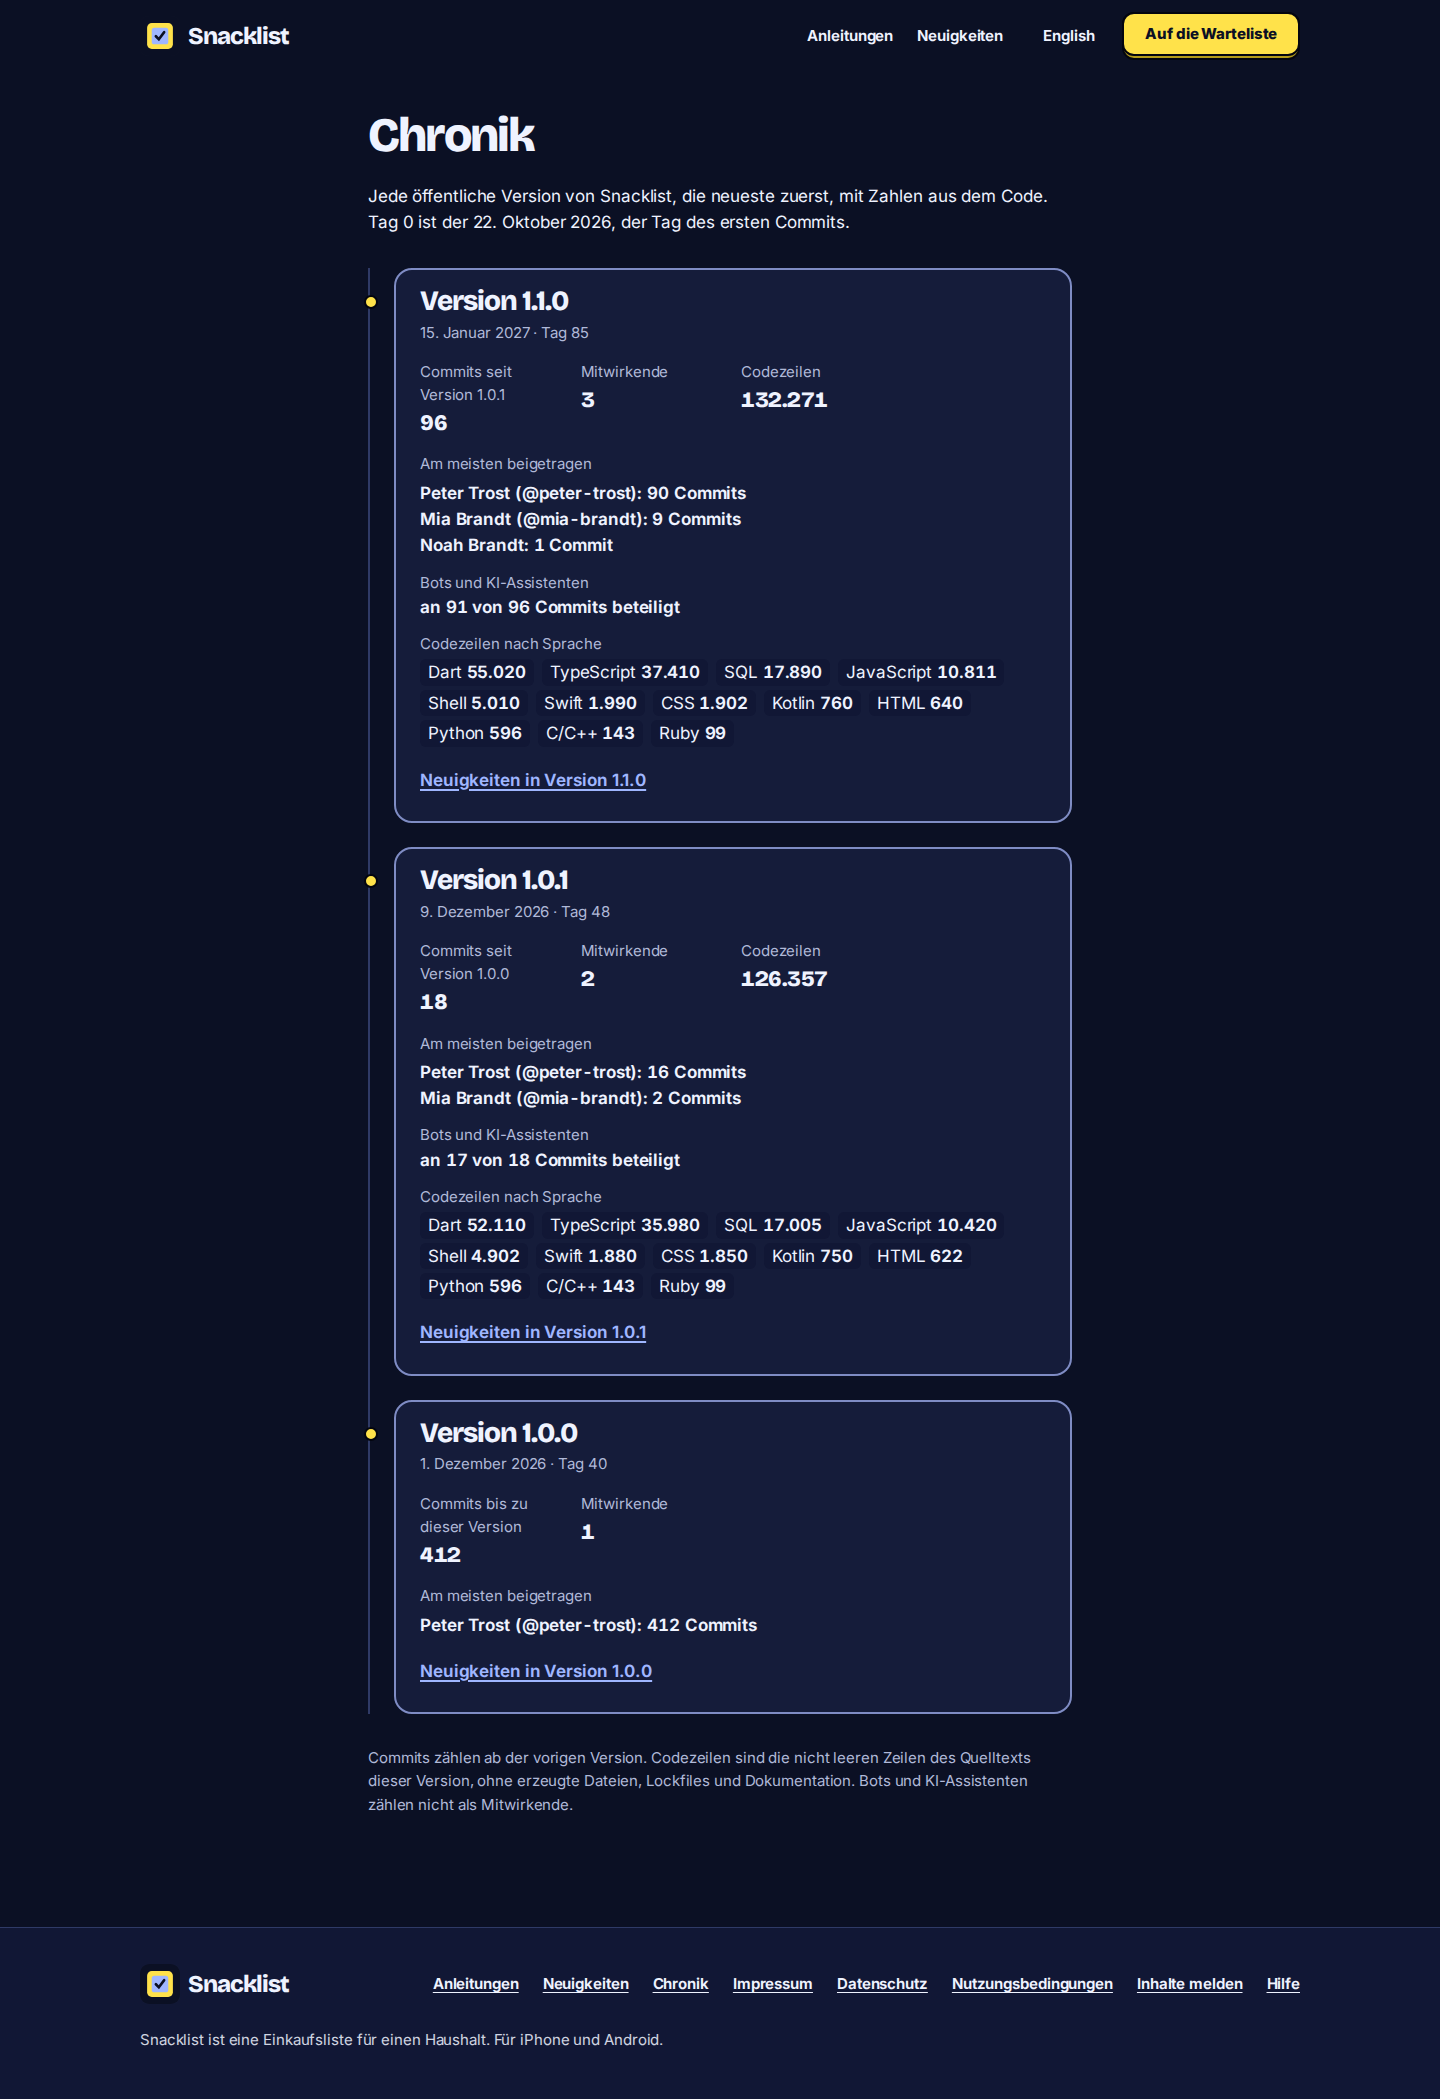 Snacklist
Anleitungen Neuigkeiten English Auf die Warteliste
Chronik
Jede öffentliche Version von Snacklist, die neueste zuerst, mit Zahlen aus dem Code.
Tag 0 ist der 22. Oktober 2026, der Tag des ersten Commits.
Version 1.1.0
15. Januar 2027 · Tag 85
Commits seit Version 1.0.1
96
Mitwirkende
3
Codezeilen
132.271
Am meisten beigetragen
Peter Trost (@peter-trost): 90 Commits
Mia Brandt (@mia-brandt): 9 Commits
Noah Brandt: 1 Commit
Bots und KI-Assistenten
an 91 von 96 Commits beteiligt
Codezeilen nach Sprache
Dart 55.020 TypeScript 37.410 SQL 17.890 JavaScript 10.811
Shell 5.010 Swift 1.990 CSS 1.902 Kotlin 760 HTML 640
Python 596 C/C++ 143 Ruby 99
Neuigkeiten in Version 1.1.0
Version 1.0.1
9. Dezember 2026 · Tag 48
Commits seit Version 1.0.0
18
Mitwirkende
2
Codezeilen
126.357
Am meisten beigetragen
Peter Trost (@peter-trost): 16 Commits
Mia Brandt (@mia-brandt): 2 Commits
Bots und KI-Assistenten
an 17 von 18 Commits beteiligt
Codezeilen nach Sprache
Dart 52.110 TypeScript 35.980 SQL 17.005 JavaScript 10.420
Shell 4.902 Swift 1.880 CSS 1.850 Kotlin 750 HTML 622
Python 596 C/C++ 143 Ruby 99
Neuigkeiten in Version 1.0.1
Version 1.0.0
1. Dezember 2026 · Tag 40
Commits bis zu dieser Version
412
Mitwirkende
1
Am meisten beigetragen
Peter Trost (@peter-trost): 412 Commits
Neuigkeiten in Version 1.0.0
Commits zählen ab der vorigen Version. Codezeilen sind die nicht leeren Zeilen des Quelltexts
dieser Version, ohne erzeugte Dateien, Lockfiles und Dokumentation. Bots und KI-Assistenten
zählen nicht als Mitwirkende.
Snacklist
Anleitungen Neuigkeiten Chronik Impressum Datenschutz Nutzungsbedingungen Inhalte melden Hilfe
Snacklist ist eine Einkaufsliste für einen Haushalt. Für iPhone und Android.